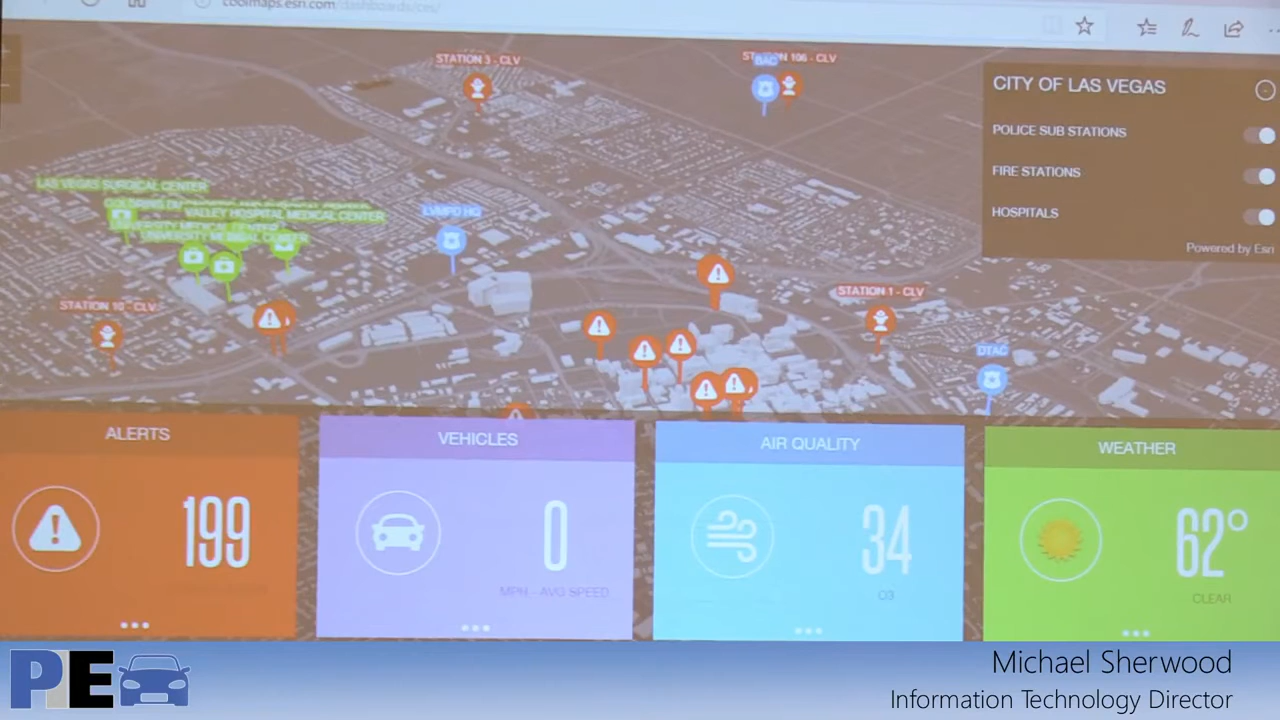 coolmaps.esri.com/dashboards/ces/
STATION 3 - CLV
BAC
CITY OF LAS VEGAS
POLICE SUB STATIONS
FIRE STATIONS
HOSPITALS
Powered by Esri
LAS VEGAS SURGICAL CENTER
VALLEY HOSPITAL MEDICAL CENTER
UNIVERSITY MEDICAL CENTER
LVMPD HQ
STATION 10 - CLV
STATION 1 - CLV
DTAC
ALERTS
199
VEHICLES
0
MPH - AVG SPEED
AIR QUALITY
34
O3
WEATHER
62°
CLEAR
PE
Michael Sherwood
Information Technology Director